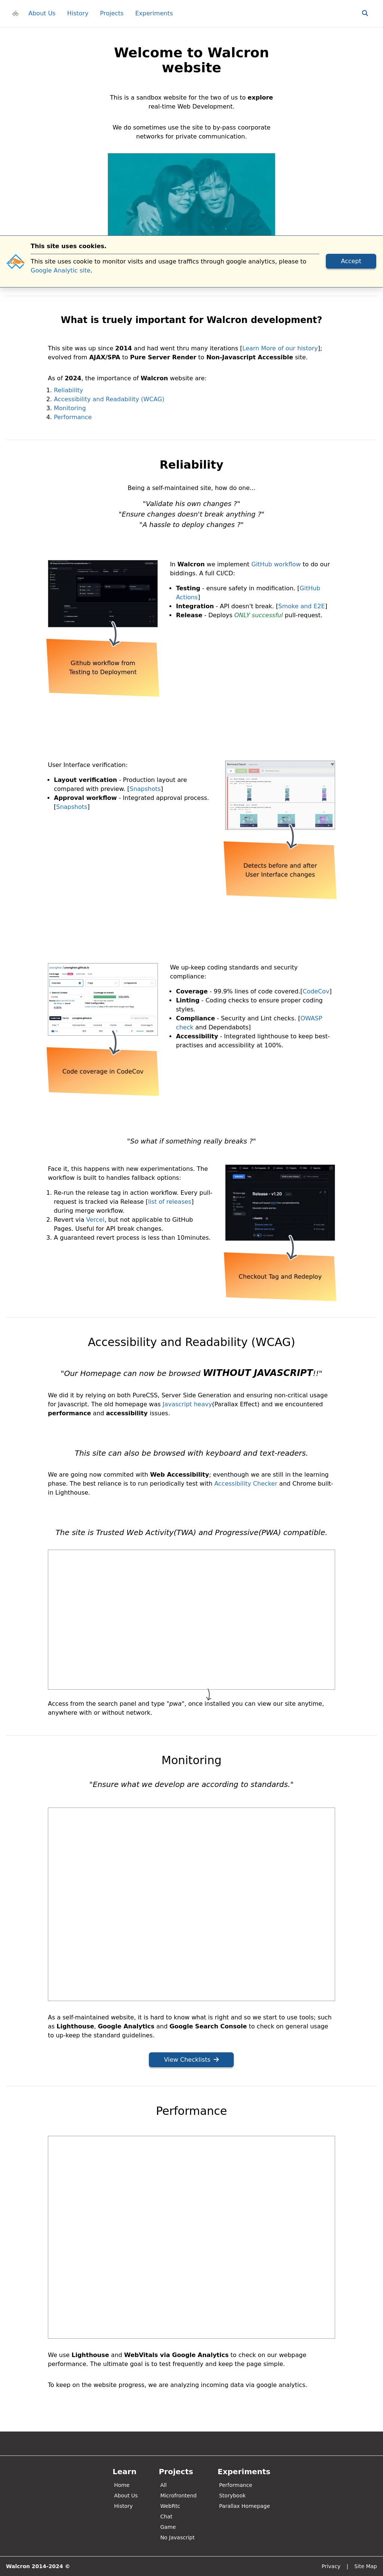 About Us
History
Projects
Experiments
Welcome to Walcron
website
This is a sandbox website for the two of us to explore
real-time Web Development.
We do sometimes use the site to by-pass coorporate
networks for private communication.
This site uses cookies.
This site uses cookie to monitor visits and usage traffics through google analytics, please to
Google Analytic site.
Accept
What is truely important for Walcron development?
This site was up since 2014 and had went thru many iterations [Learn More of our history];
evolved from AJAX/SPA to Pure Server Render to Non-Javascript Accessible site.
As of 2024, the importance of Walcron website are:
1. Reliability
2. Accessibility and Readability (WCAG)
3. Monitoring
4. Performance
Reliability
Being a self-maintained site, how do one...
"Validate his own changes ?"
"Ensure changes doesn't break anything ?"
"A hassle to deploy changes ?"
Github workflow from
Testing to Deployment
In Walcron we implement GitHub workflow to do our
biddings. A full CI/CD:
• Testing - ensure safety in modification. [GitHub
Actions]
• Integration - API doesn't break. [Smoke and E2E]
• Release - Deploys ONLY successful pull-request.
User Interface verification:
• Layout verification - Production layout are
compared with preview. [Snapshots]
• Approval workflow - Integrated approval process.
[Snapshots]
Detects before and after
User Interface changes
Code coverage in CodeCov
We up-keep coding standards and security
compliance:
• Coverage - 99.9% lines of code covered.[CodeCov]
• Linting - Coding checks to ensure proper coding
styles.
• Compliance - Security and Lint checks. [OWASP
check and Dependabots]
• Accessibility - Integrated lighthouse to keep best-
practises and accessibility at 100%.
"So what if something really breaks ?"
Face it, this happens with new experimentations. The
workflow is built to handles failback options:
1. Re-run the release tag in action workflow. Every pull-
request is tracked via Release [list of releases]
during merge workflow.
2. Revert via Vercel, but not applicable to GitHub
Pages. Useful for API break changes.
3. A guaranteed revert process is less than 10minutes.
Release - v1.20
Checkout Tag and Redeploy
Accessibility and Readability (WCAG)
"Our Homepage can now be browsed WITHOUT JAVASCRIPT!!"
We did it by relying on both PureCSS, Server Side Generation and ensuring non-critical usage
for Javascript. The old homepage was Javascript heavy(Parallax Effect) and we encountered
performance and accessibility issues.
This site can also be browsed with keyboard and text-readers.
We are going now commited with Web Accessibility; eventhough we are still in the learning
phase. The best reliance is to run periodically test with Accessibility Checker and Chrome built-
in Lighthouse.
The site is Trusted Web Activity(TWA) and Progressive(PWA) compatible.
Access from the search panel and type "pwa", once installed you can view our site anytime,
anywhere with or without network.
Monitoring
"Ensure what we develop are according to standards."
As a self-maintained website, it is hard to know what is right and so we start to use tools; such
as Lighthouse, Google Analytics and Google Search Console to check on general usage
to up-keep the standard guidelines.
View Checklists
Performance
We use Lighthouse and WebVitals via Google Analytics to check on our webpage
performance. The ultimate goal is to test frequently and keep the page simple.
To keep on the website progress, we are analyzing incoming data via google analytics.
Learn
Home
About Us
History
Projects
All
Microfrontend
WebRtc
Chat
Game
No Javascript
Experiments
Performance
Storybook
Parallax Homepage
Walcron 2014-2024 ©
Privacy | Site Map